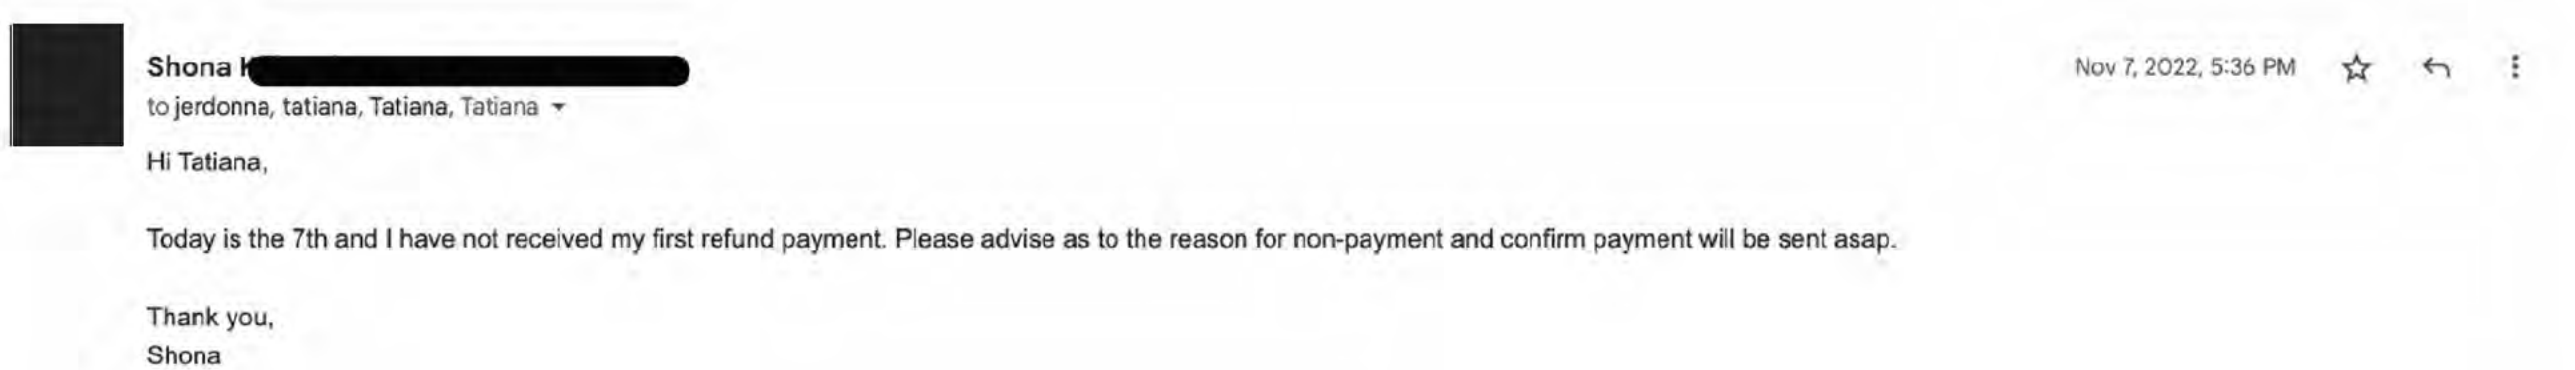 Shona
Nov 7, 2022, 5:36 PM
to jerdonna, tatiana, Tatiana, Tatiana
Hi Tatiana,
Today is the 7th and I have not received my first refund payment. Please advise as to the reason for non-payment and confirm payment will be sent asap.
Thank you,
Shona